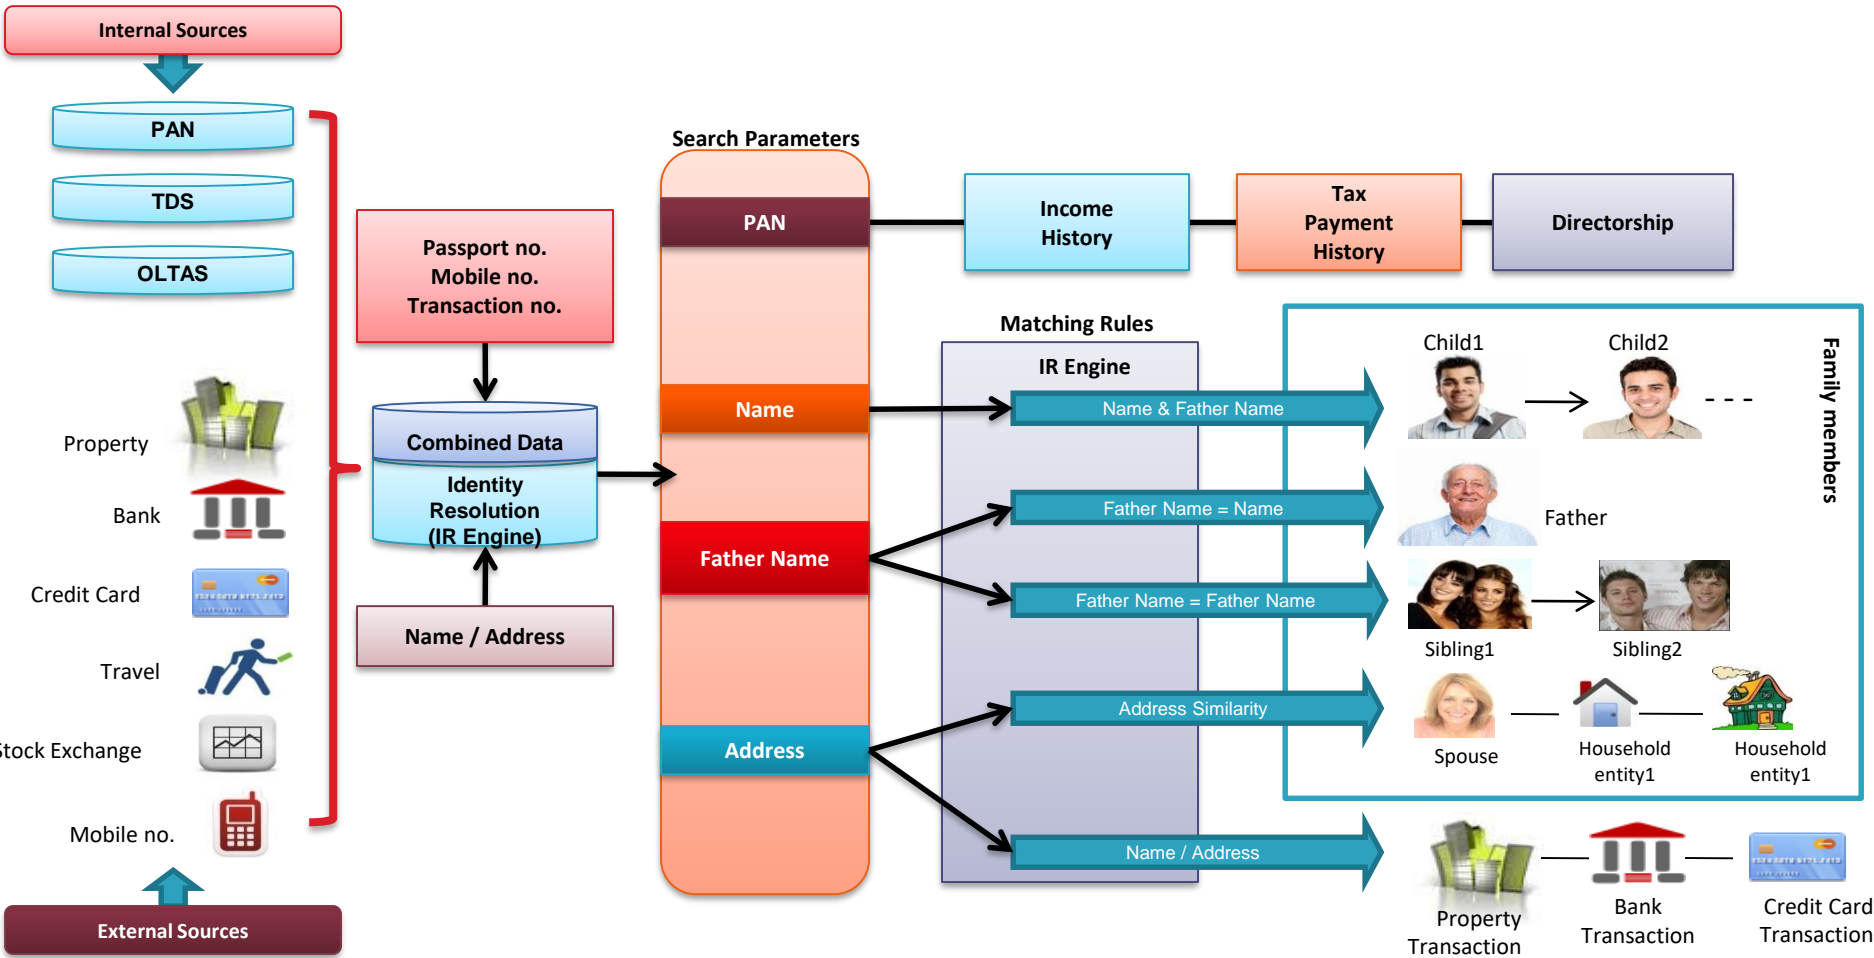 Internal Sources
PAN
TDS
OLTAS
Property
Bank
Credit Card
Travel
Stock Exchange
Mobile no.
External Sources
Passport no.
Mobile no.
Transaction no.
Combined Data
Identity
Resolution
(IR Engine)
Name / Address
Search Parameters
PAN
Name
Father Name
Address
Income
History
Tax
Payment
History
Directorship
Matching Rules
IR Engine
Name & Father Name
Father Name = Name
Father Name = Father Name
Address Similarity
Name / Address
Family members
Child1
Child2
- - -
Father
Sibling1
Sibling2
Spouse
Household
entity1
Household
entity1
Property
Transaction
Bank
Transaction
Credit Card
Transaction